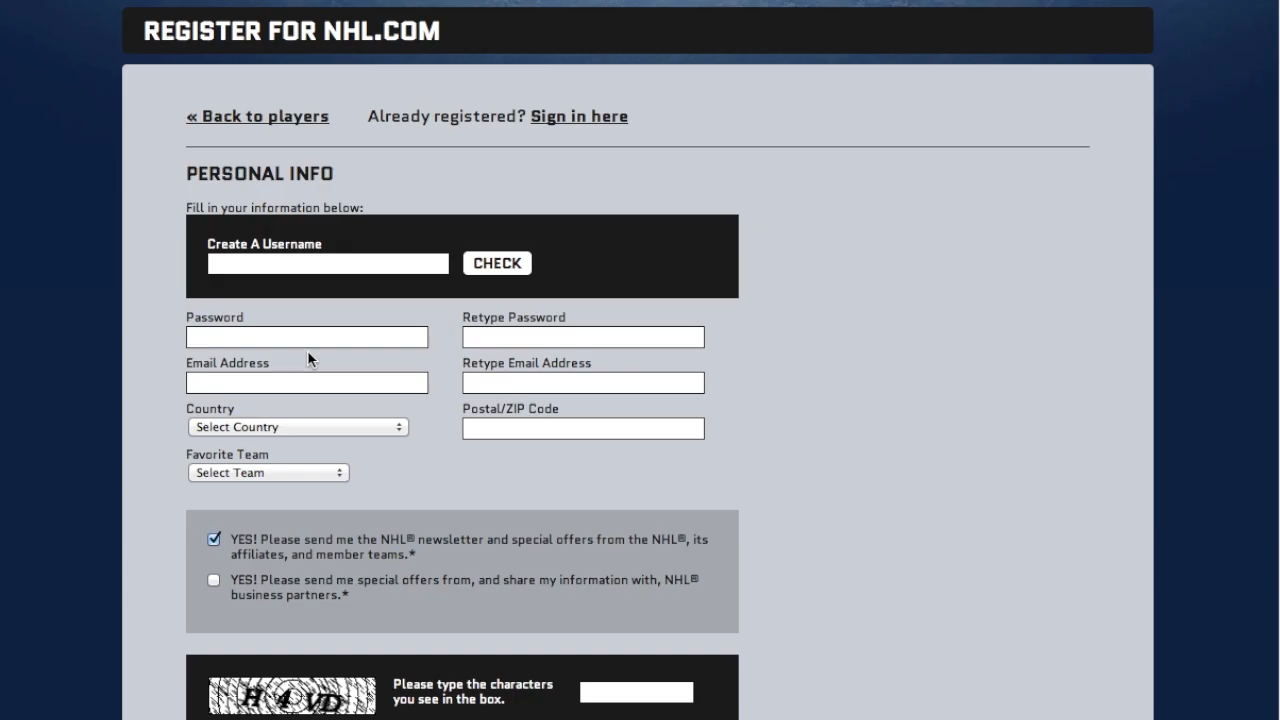 REGISTER FOR NHL.COM
« Back to players Already registered? Sign in here
PERSONAL INFO
Fill in your information below:
Create A Username
CHECK
Password Retype Password
Email Address Retype Email Address
Country Postal/ZIP Code
Select Country
Favorite Team
Select Team
YES! Please send me the NHL® newsletter and special offers from the NHL®, its
affiliates, and member teams.*
YES! Please send me special offers from, and share my information with, NHL®
business partners.*
H 4 VD
Please type the characters
you see in the box.